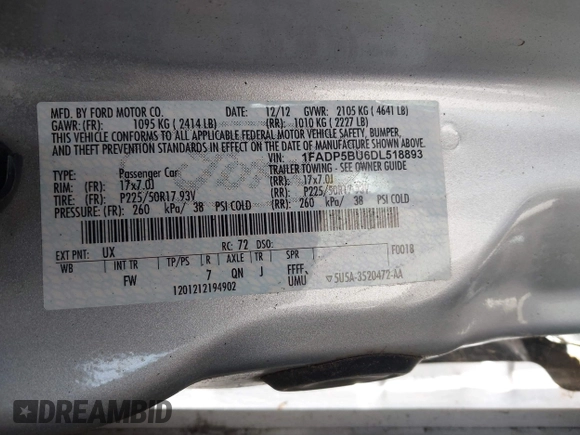 MFD. BY FORD MOTOR CO. DATE: 12/12 GVWR: 2105 KG ( 4641 LB)
GAWR: (FR): 1095 KG ( 2414 LB) (RR): 1010 KG ( 2227 LB)
THIS VEHICLE CONFORMS TO ALL APPLICABLE FEDERAL MOTOR VEHICLE SAFETY, BUMPER,
AND THEFT PREVENTION STANDARDS IN EFFECT ON THE DATE OF MANUFACTURE SHOWN ABOVE.
VIN: 1FADP5BU6DL518893
TYPE: Passenger Car TRAILER TOWING - SEE OWNER GUIDE
RIM: (FR): 17x7.0J (RR): 17x7.0J
TIRE: (FR): P225/50R17 93V (RR): P225/50R17 93V
PRESSURE: (FR): 260 kPa/ 38 PSI COLD (RR): 260 kPa/ 38 PSI COLD
EXT PNT: UX RC: 72 DSO: F0018
WB INT TR TP/PS R AXLE TR SPR
FW 7 QN J FFFF
UMU
1201212194902 5U5A-3520472-AA
DREAMBID